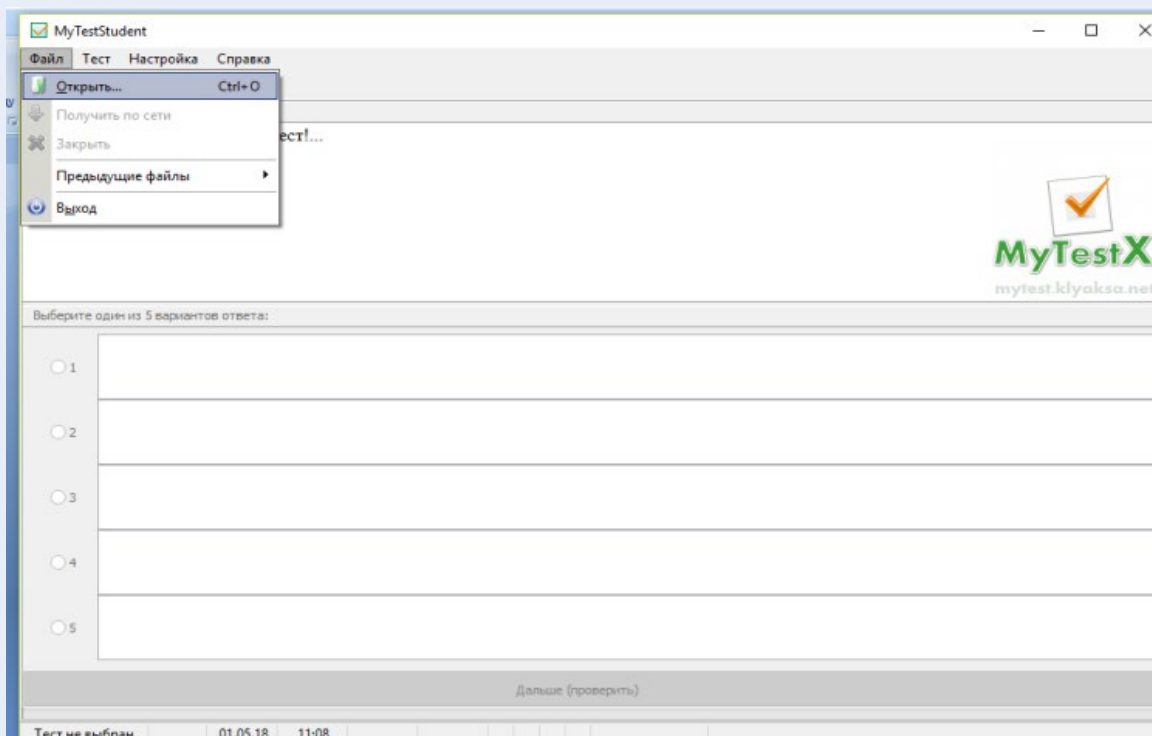 MyTestStudent
Файл Тест Настройка Справка
Открыть... Ctrl+O
Получить по сети
ест!...
Закрыть
Предыдущие файлы
Выход
MyTestX
mytest.klyaksa.net
Выберите один из 5 вариантов ответа:
1
2
3
4
5
Дальше (проверить)
Тест не выбран 01.05.18 11:08